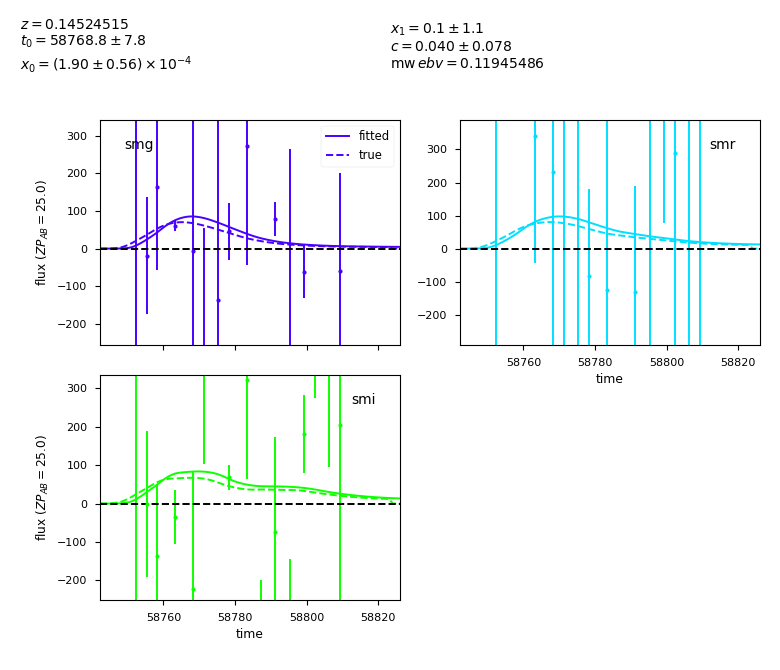 z = 0.14524515
t₀ = 58768.8 ± 7.8
x₀ = (1.90 ± 0.56) × 10⁻⁴
x₁ = 0.1 ± 1.1
c = 0.040 ± 0.078
mw ebv = 0.11945486
smg
fitted
true
300
200
100
0
−100
−200
flux (ZP_AB = 25.0)
smr
300
200
100
0
−100
−200
58760 58780 58800 58820
time
smi
300
200
100
0
−100
−200
flux (ZP_AB = 25.0)
58760 58780 58800 58820
time